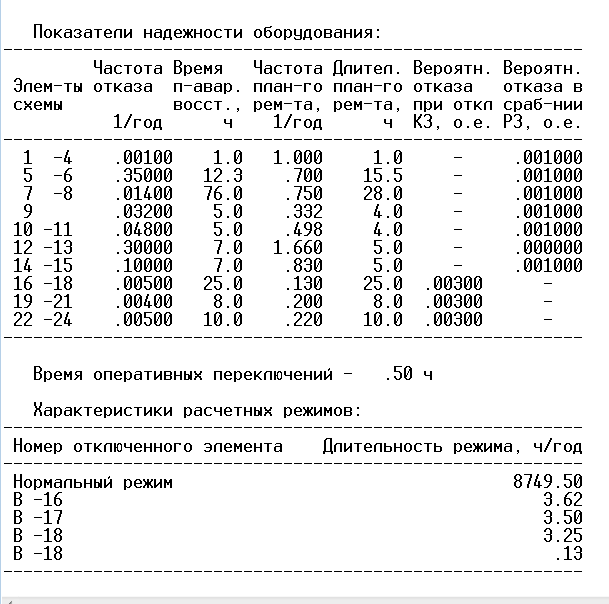 Показатели надежности оборудования:
Частота Время Частота Длител. Вероятн. Вероятн.
Элем-ты отказа п-авар. план-го план-го отказа отказа в
схемы восст., рем-та, рем-та, при откл сраб-нии
1/год ч 1/год ч КЗ, о.е. РЗ, о.е.
1 -4 .00100 1.0 1.000 1.0 - .001000
5 -6 .35000 12.3 .700 15.5 - .001000
7 -8 .01400 76.0 .750 28.0 - .001000
9 .03200 5.0 .332 4.0 - .001000
10 -11 .04800 5.0 .498 4.0 - .001000
12 -13 .30000 7.0 1.660 5.0 - .000000
14 -15 .10000 7.0 .830 5.0 - .001000
16 -18 .00500 25.0 .130 25.0 .00300 -
19 -21 .00400 8.0 .200 8.0 .00300 -
22 -24 .00500 10.0 .220 10.0 .00300 -
Время оперативных переключений - .50 ч
Характеристики расчетных режимов:
Номер отключенного элемента Длительность режима, ч/год
Нормальный режим 8749.50
В -16 3.62
В -17 3.50
В -18 3.25
В -18 .13